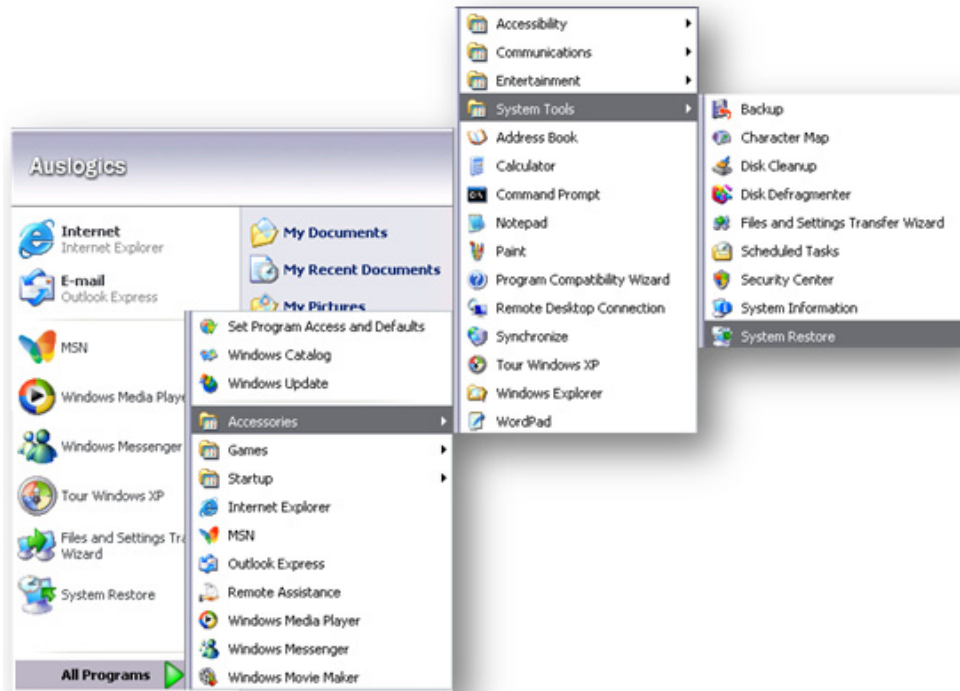 Auslogics
Internet
Internet Explorer
E-mail
Outlook Express
MSN
Windows Media Playe
Windows Messenger
Tour Windows XP
Files and Settings Tra
Wizard
System Restore
All Programs
My Documents
My Recent Documents
My Pictures
Set Program Access and Defaults
Windows Catalog
Windows Update
Accessories
Games
Startup
Internet Explorer
MSN
Outlook Express
Remote Assistance
Windows Media Player
Windows Messenger
Windows Movie Maker
Accessibility
Communications
Entertainment
System Tools
Address Book
Calculator
Command Prompt
Notepad
Paint
Program Compatibility Wizard
Remote Desktop Connection
Synchronize
Tour Windows XP
Windows Explorer
WordPad
Backup
Character Map
Disk Cleanup
Disk Defragmenter
Files and Settings Transfer Wizard
Scheduled Tasks
Security Center
System Information
System Restore